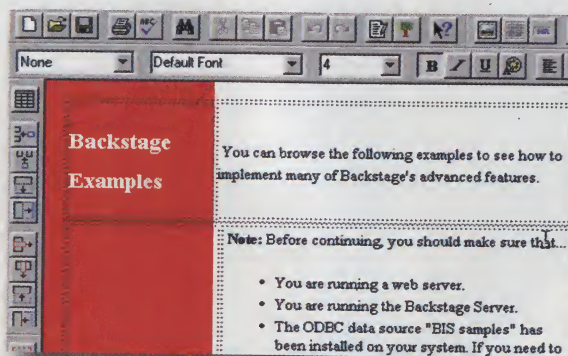 ABC
None
Default Font
4
B I U
Backstage
Examples
You can browse the following examples to see how to
implement many of Backstage's advanced features.
Note: Before continuing, you should make sure that...
• You are running a web server.
• You are running the Backstage Server.
• The ODBC data source "BIS samples" has
been installed on your system. If you need to